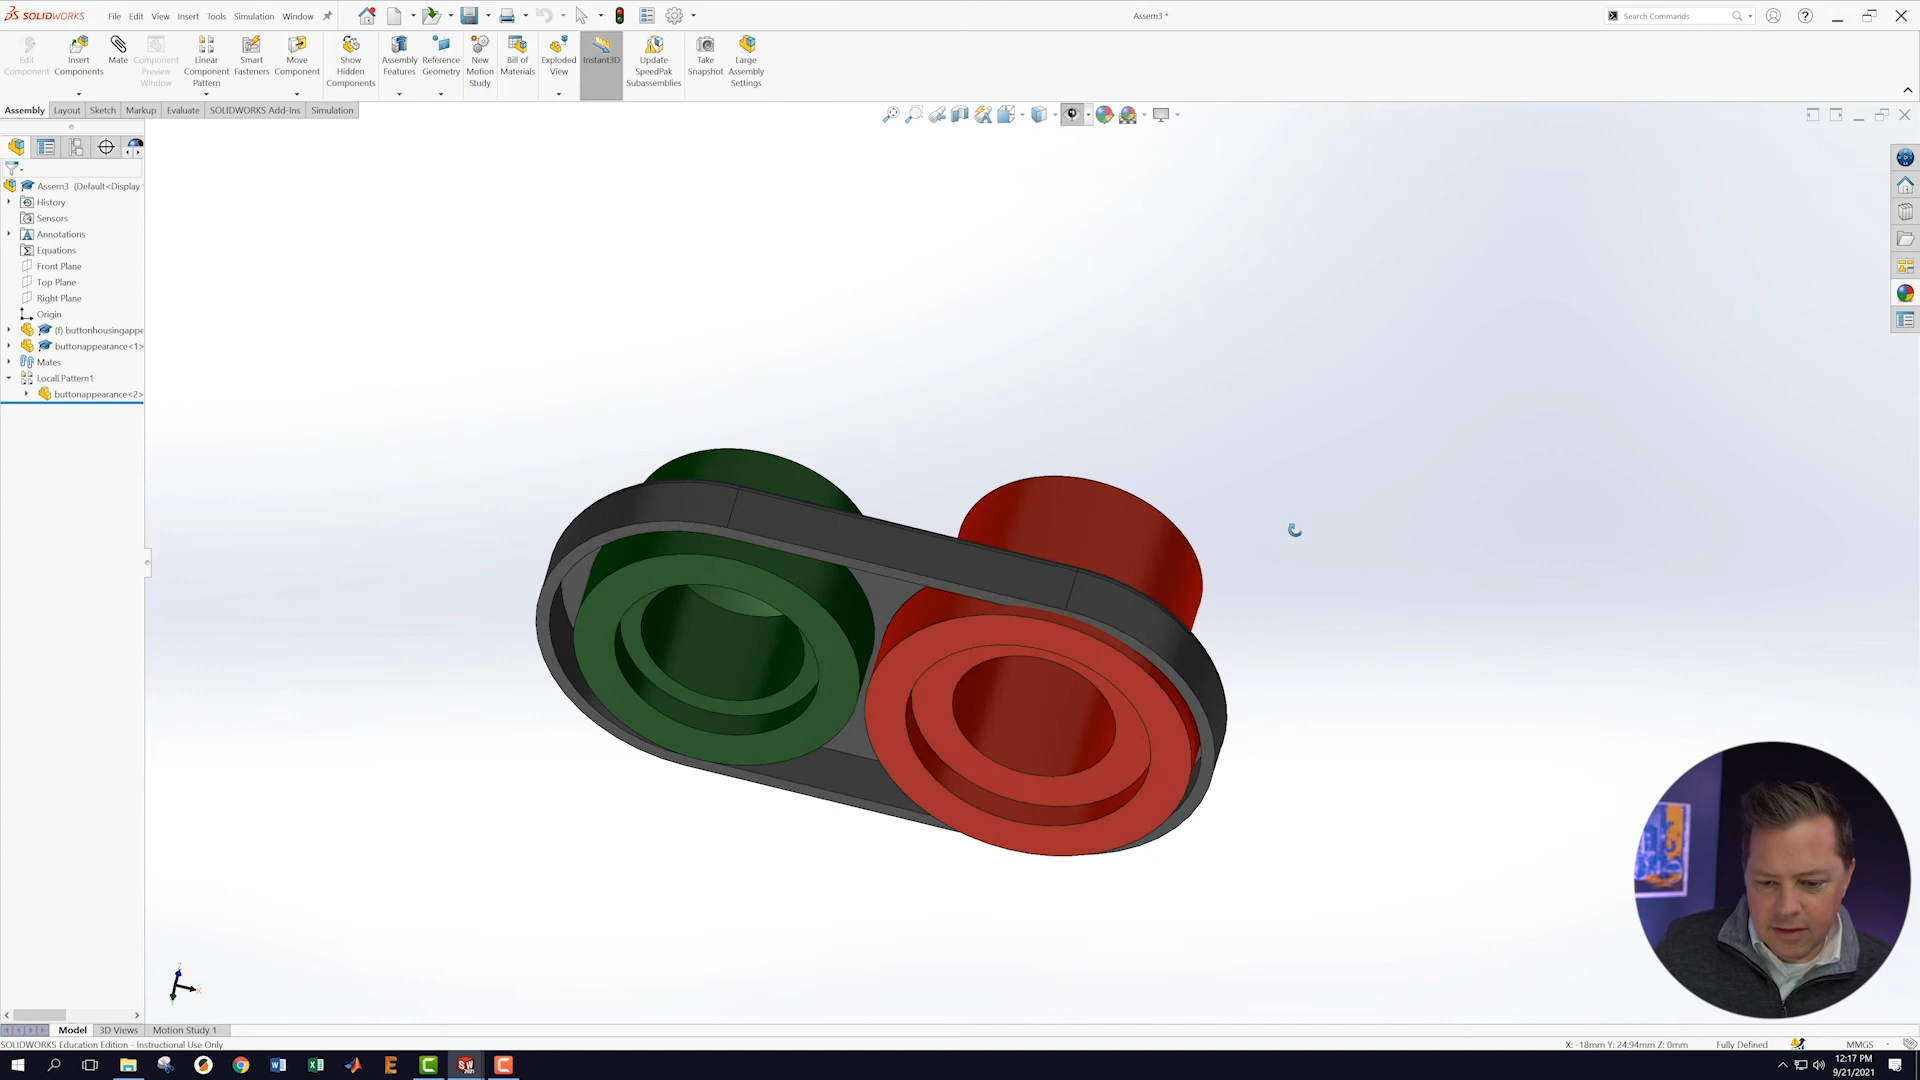 SOLIDWORKS File Edit View Insert Tools Simulation Window Assem3 * Search Commands
Edit Component
Insert Components
Mate
Component Preview Window
Linear Component Pattern
Smart Fasteners
Move Component
Show Hidden Components
Assembly Features
Reference Geometry
New Motion Study
Bill of Materials
Exploded View
Instant3D
Update SpeedPak Subassemblies
Take Snapshot
Large Assembly Settings
Assembly Layout Sketch Markup Evaluate SOLIDWORKS Add-Ins Simulation
Assem3 (Default<Display
History
Sensors
Annotations
Equations
Front Plane
Top Plane
Right Plane
Origin
(f) buttonhousingappe
buttonappearance<1>
Mates
LocalLPattern1
buttonappearance<2>
Model 3D Views Motion Study 1
SOLIDWORKS Education Edition - Instructional Use Only X: -18mm Y: 24.94mm Z: 0mm Fully Defined MMGS
12:17 PM
9/21/2021